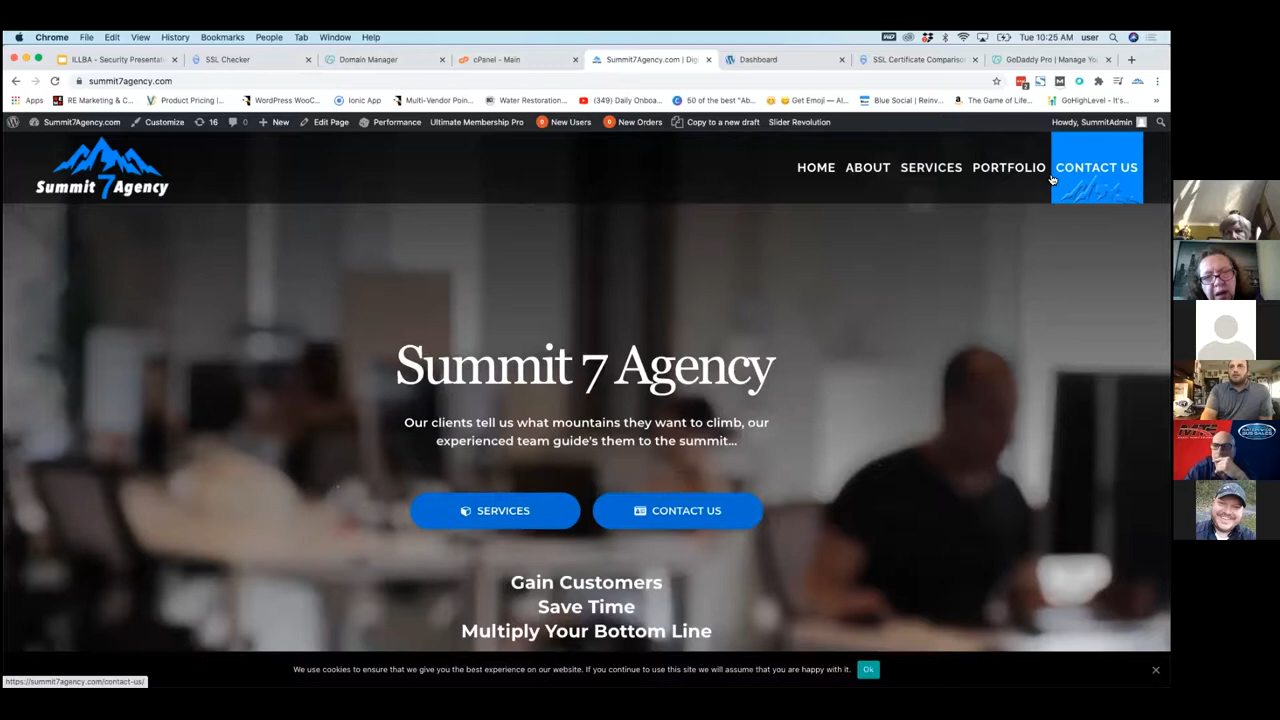 Chrome File Edit View History Bookmarks People Tab Window Help
Tue 10:25 AM user
ILLBA - Security Presentat
SSL Checker
Domain Manager
cPanel - Main
Summit7Agency.com | Dig
Dashboard
SSL Certificate Comparison
GoDaddy Pro | Manage Yo
summit7agency.com
Apps
RE Marketing & C...
Product Pricing |...
WordPress WooC...
Ionic App
Multi-Vendor Poin...
Water Restoration...
(349) Daily Onboa...
50 of the best "Ab...
Get Emoji — Al...
Blue Social | Reinv...
The Game of Life...
GoHighLevel - It's...
Summit7Agency.com
Customize
16
0
New
Edit Page
Performance
Ultimate Membership Pro
0 New Users
0 New Orders
Copy to a new draft
Slider Revolution
Howdy, SummitAdmin
Summit 7 Agency
HOME ABOUT SERVICES PORTFOLIO CONTACT US
Summit 7 Agency
Our clients tell us what mountains they want to climb, our
experienced team guide's them to the summit...
SERVICES
CONTACT US
Gain Customers
Save Time
Multiply Your Bottom Line
We use cookies to ensure that we give you the best experience on our website. If you continue to use this site we will assume that you are happy with it.
Ok
https://summit7agency.com/contact-us/